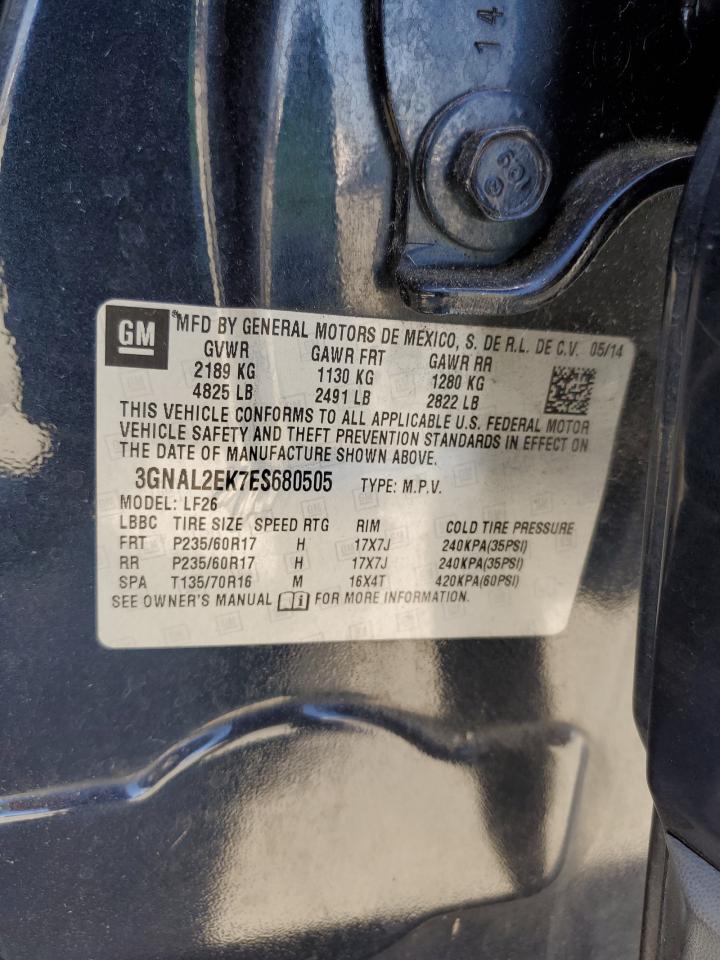 14
GM
MFD BY GENERAL MOTORS DE MEXICO, S. DE R.L. DE C.V. 05/14
GVWR GAWR FRT GAWR RR
2189 KG 1130 KG 1280 KG
4825 LB 2491 LB 2822 LB
THIS VEHICLE CONFORMS TO ALL APPLICABLE U.S. FEDERAL MOTOR
VEHICLE SAFETY AND THEFT PREVENTION STANDARDS IN EFFECT ON
THE DATE OF MANUFACTURE SHOWN ABOVE.
3GNAL2EK7ES680505 TYPE: M.P.V.
MODEL: LF26
LBBC TIRE SIZE SPEED RTG RIM COLD TIRE PRESSURE
FRT P235/60R17 H 17X7J 240KPA(35PSI)
RR P235/60R17 H 17X7J 240KPA(35PSI)
SPA T135/70R16 M 16X4T 420KPA(60PSI)
SEE OWNER'S MANUAL FOR MORE INFORMATION.